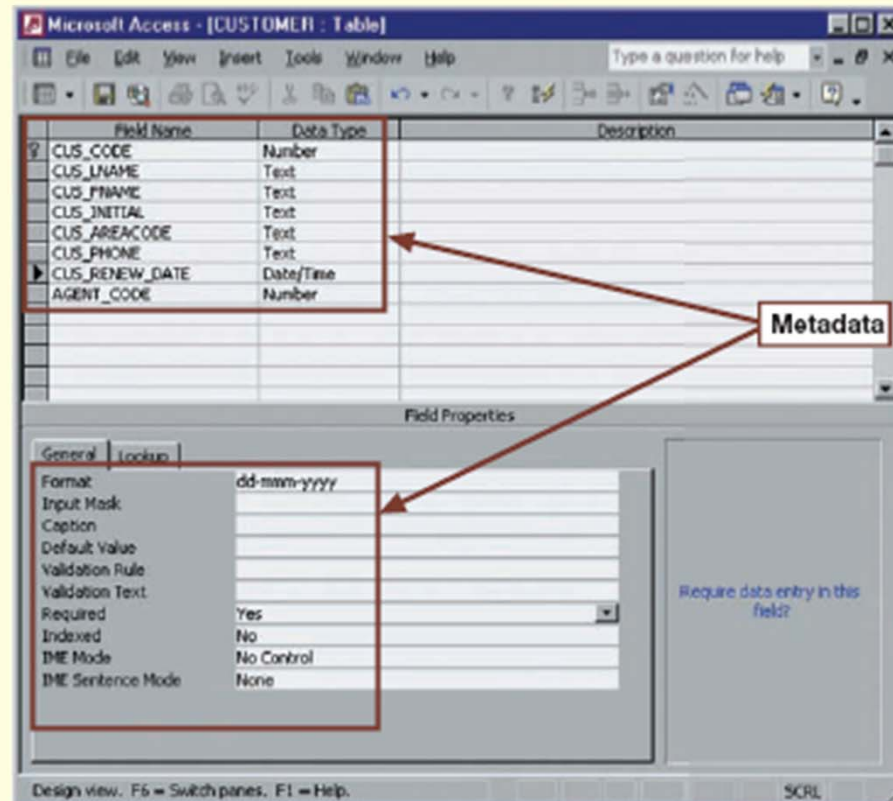 Microsoft Access - [CUSTOMER : Table]
File Edit View Insert Tools Window Help Type a question for help
Field Name Data Type Description
CUS_CODE Number
CUS_LNAME Text
CUS_FNAME Text
CUS_INITIAL Text
CUS_AREACODE Text
CUS_PHONE Text
CUS_RENEW_DATE Date/Time
AGENT_CODE Number
Metadata
Field Properties
General Lookup
Format dd-mmm-yyyy
Input Mask
Caption
Default Value
Validation Rule
Validation Text
Required Yes
Indexed No
IME Mode No Control
IME Sentence Mode None
Require data entry in this
field?
Design view. F6 = Switch panes. F1 = Help. SCRL